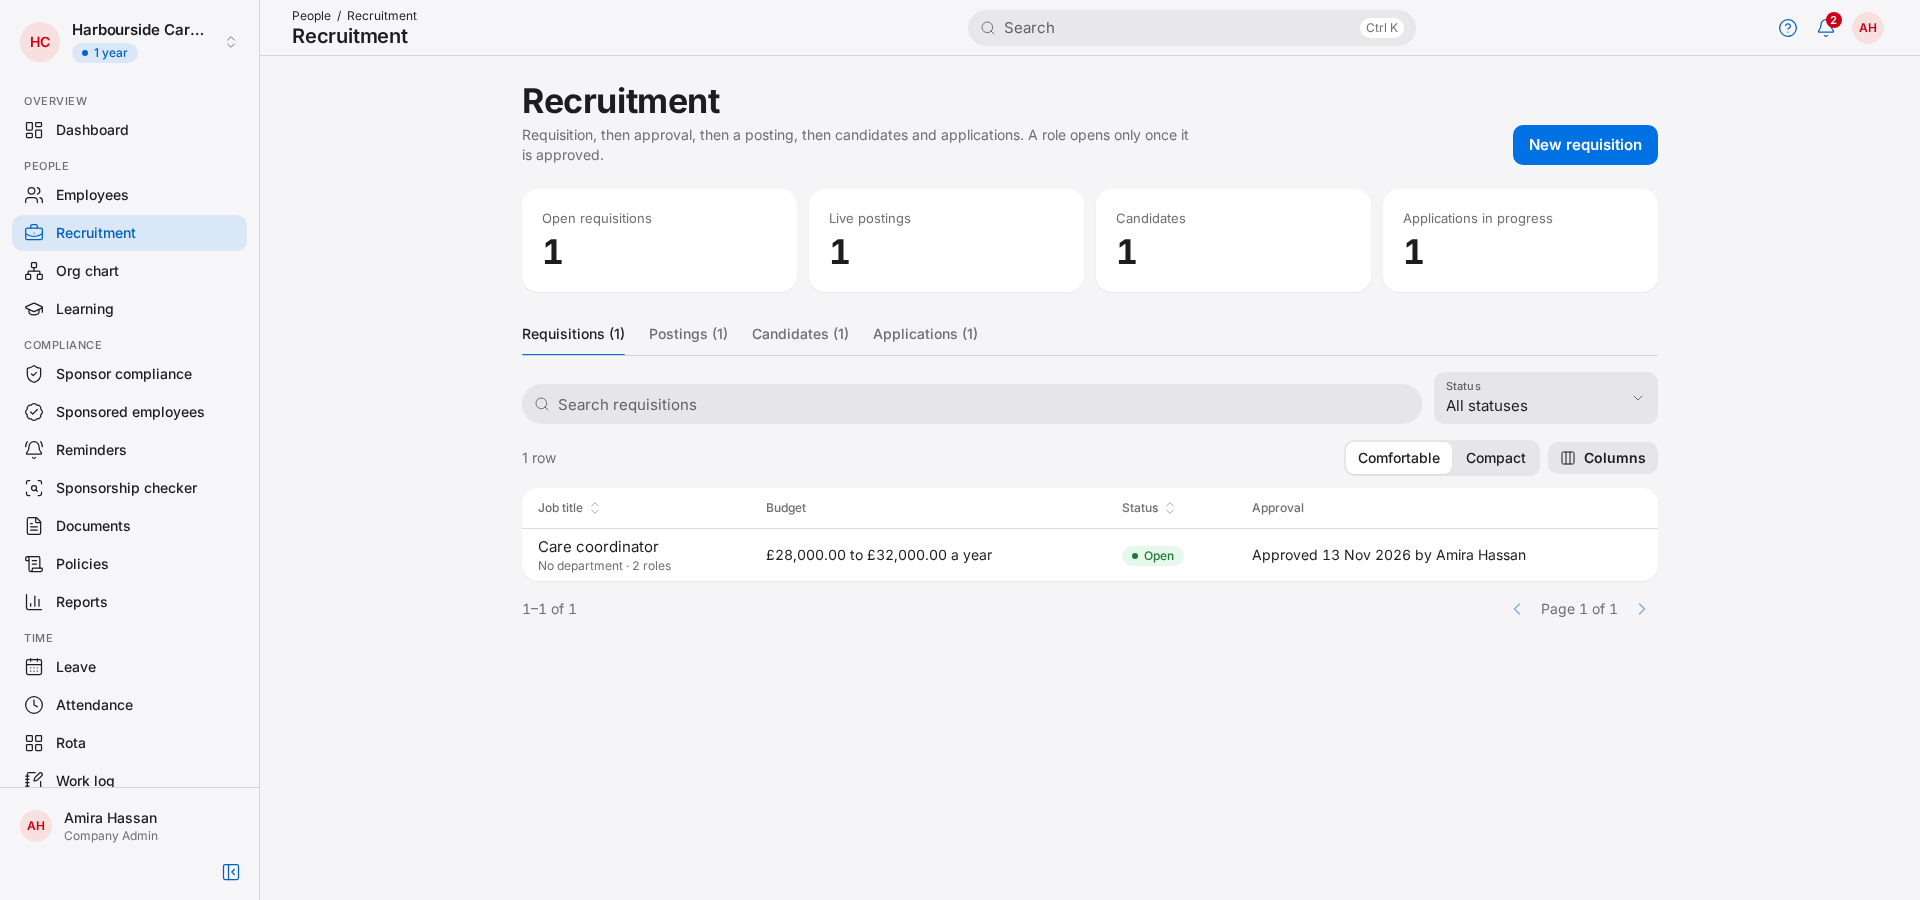 HC
Harbourside Car...
1 year
OVERVIEW
Dashboard
PEOPLE
Employees
Recruitment
Org chart
Learning
COMPLIANCE
Sponsor compliance
Sponsored employees
Reminders
Sponsorship checker
Documents
Policies
Reports
TIME
Leave
Attendance
Rota
Work log
AH
Amira Hassan
Company Admin
People / Recruitment
Recruitment
Search
Ctrl K
2
AH
Recruitment
Requisition, then approval, then a posting, then candidates and applications. A role opens only once it
is approved.
New requisition
Open requisitions
1
Live postings
1
Candidates
1
Applications in progress
1
Requisitions (1)
Postings (1)
Candidates (1)
Applications (1)
Search requisitions
Status
All statuses
1 row
Comfortable
Compact
Columns
Job title
Budget
Status
Approval
Care coordinator
No department · 2 roles
£28,000.00 to £32,000.00 a year
Open
Approved 13 Nov 2026 by Amira Hassan
1–1 of 1
Page 1 of 1